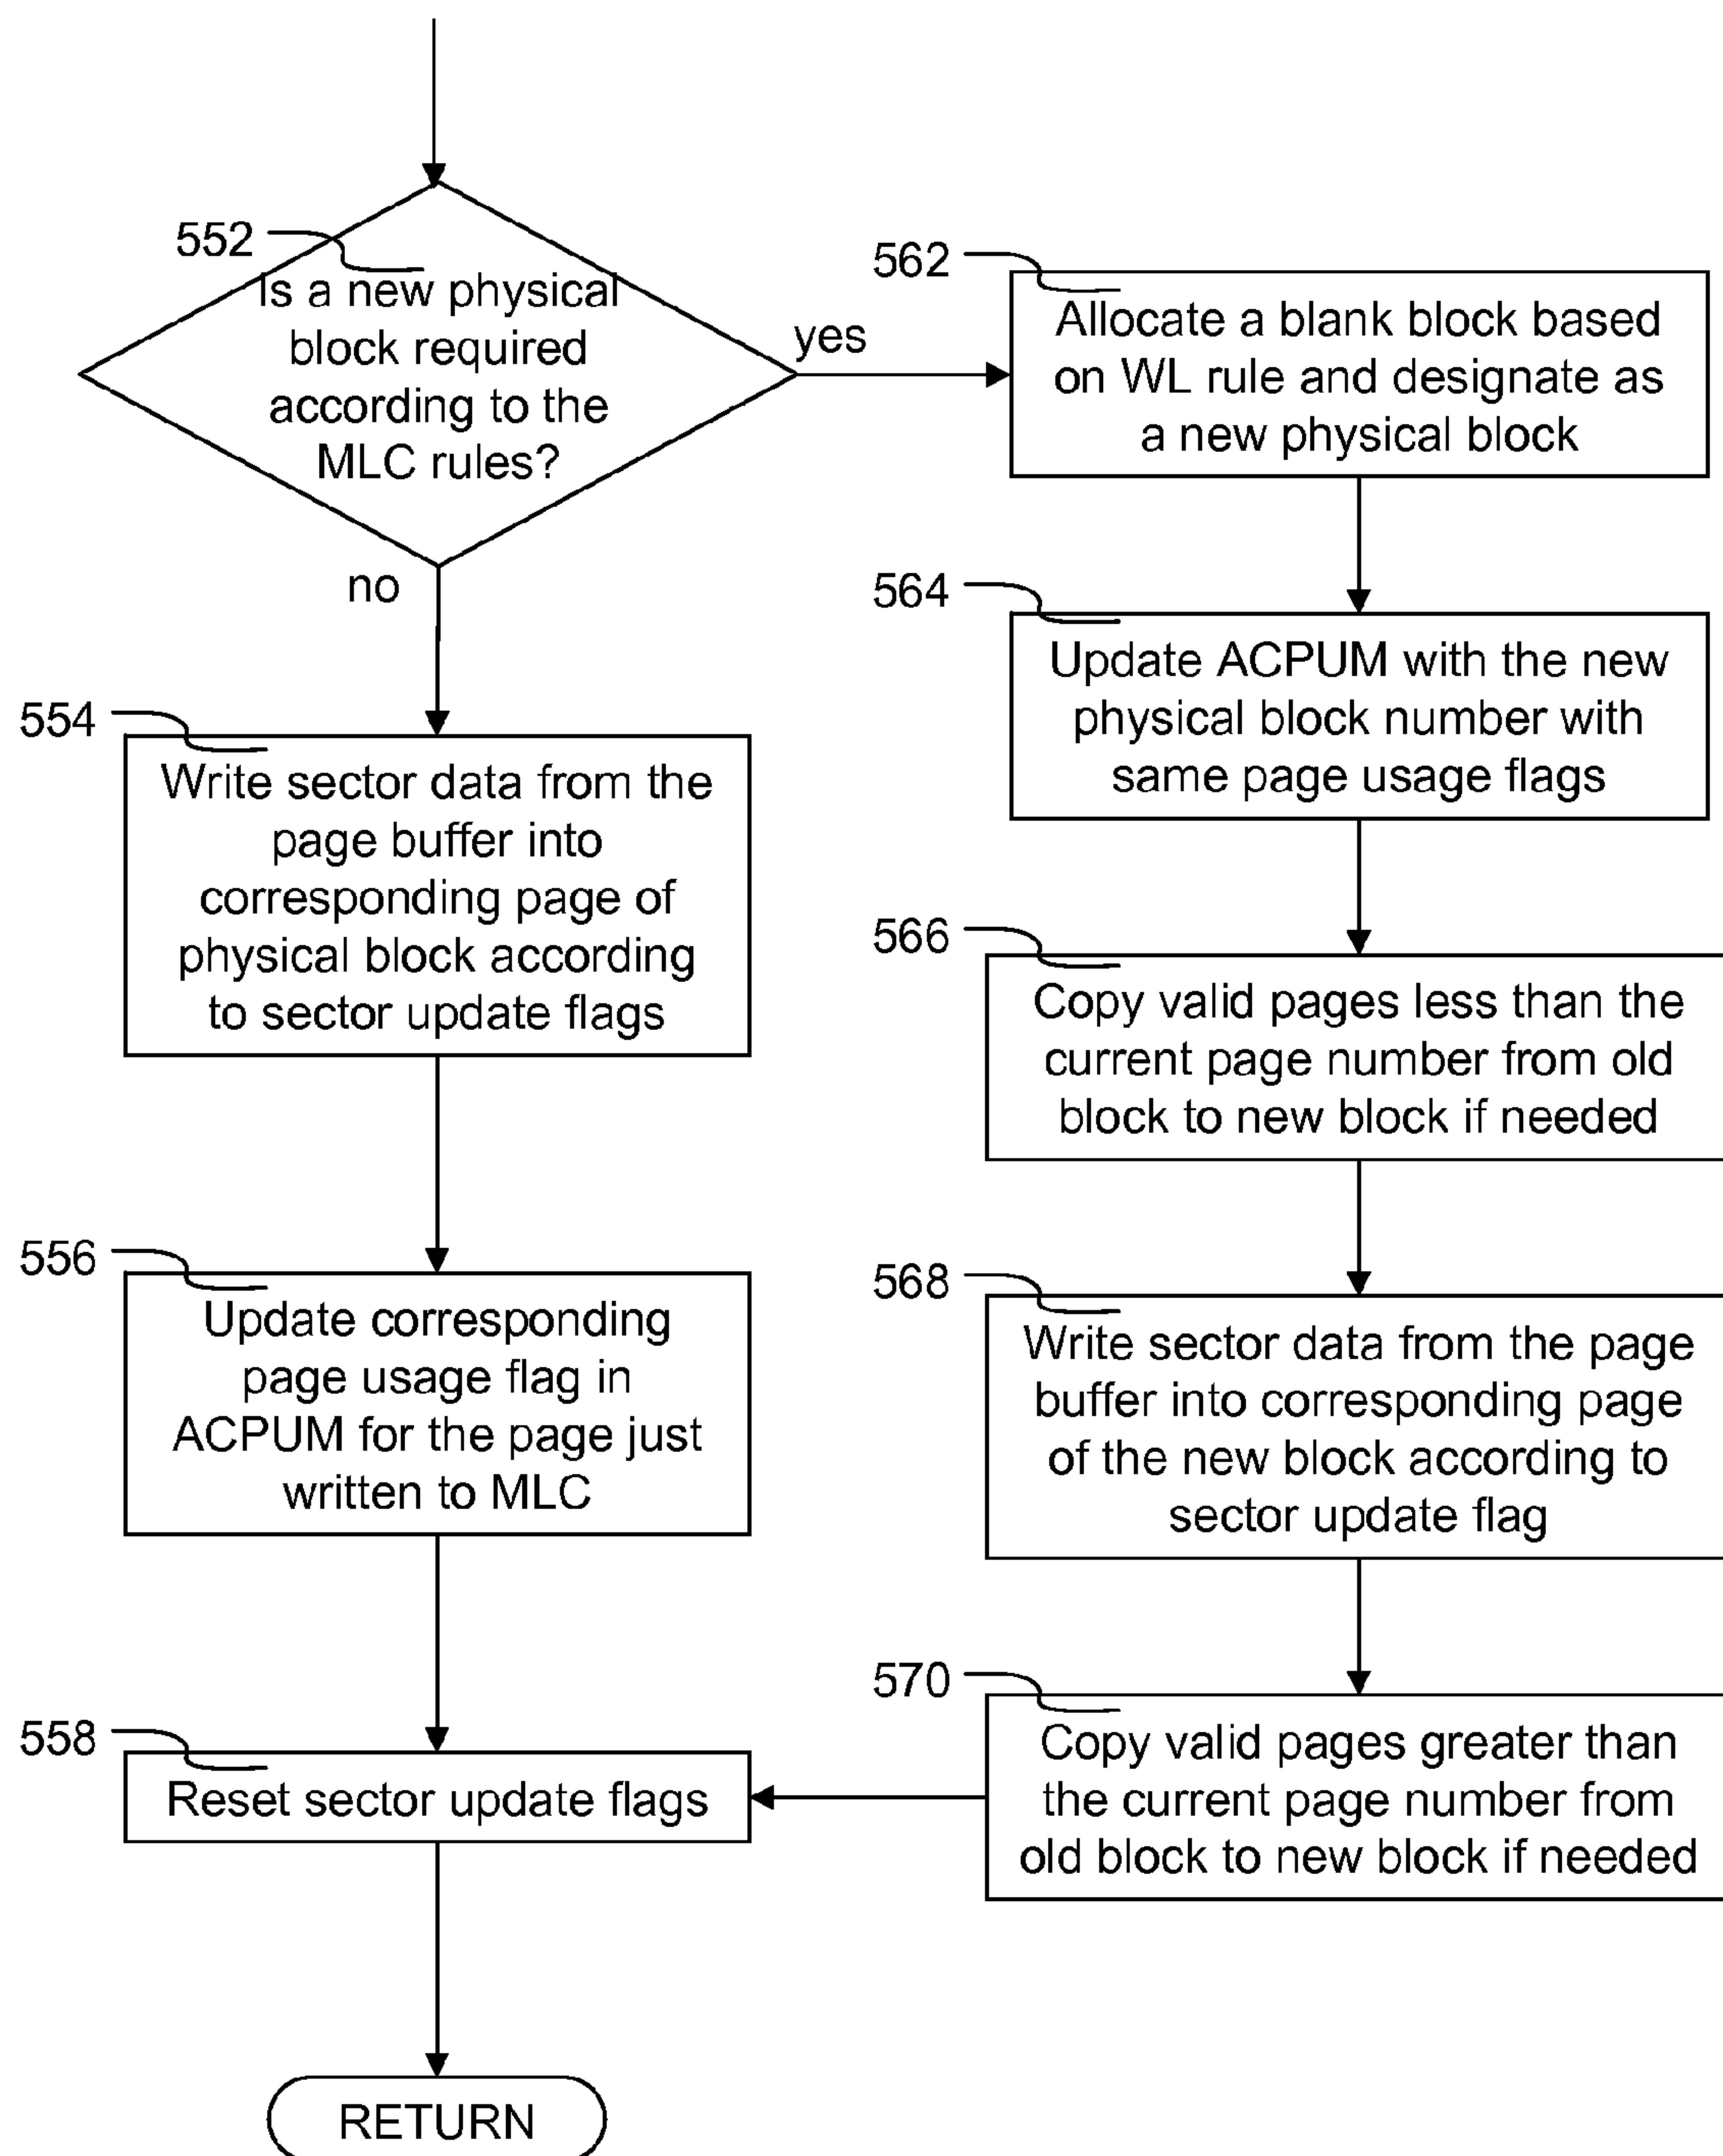 552
Is a new physical
block required
according to the
MLC rules?
yes
no
554
Write sector data from the
page buffer into
corresponding page of
physical block according
to sector update flags
556
Update corresponding
page usage flag in
ACPUM for the page just
written to MLC
558
Reset sector update flags
RETURN
562
Allocate a blank block based
on WL rule and designate as
a new physical block
564
Update ACPUM with the new
physical block number with
same page usage flags
566
Copy valid pages less than the
current page number from old
block to new block if needed
568
Write sector data from the page
buffer into corresponding page
of the new block according to
sector update flag
570
Copy valid pages greater than
the current page number from
old block to new block if needed